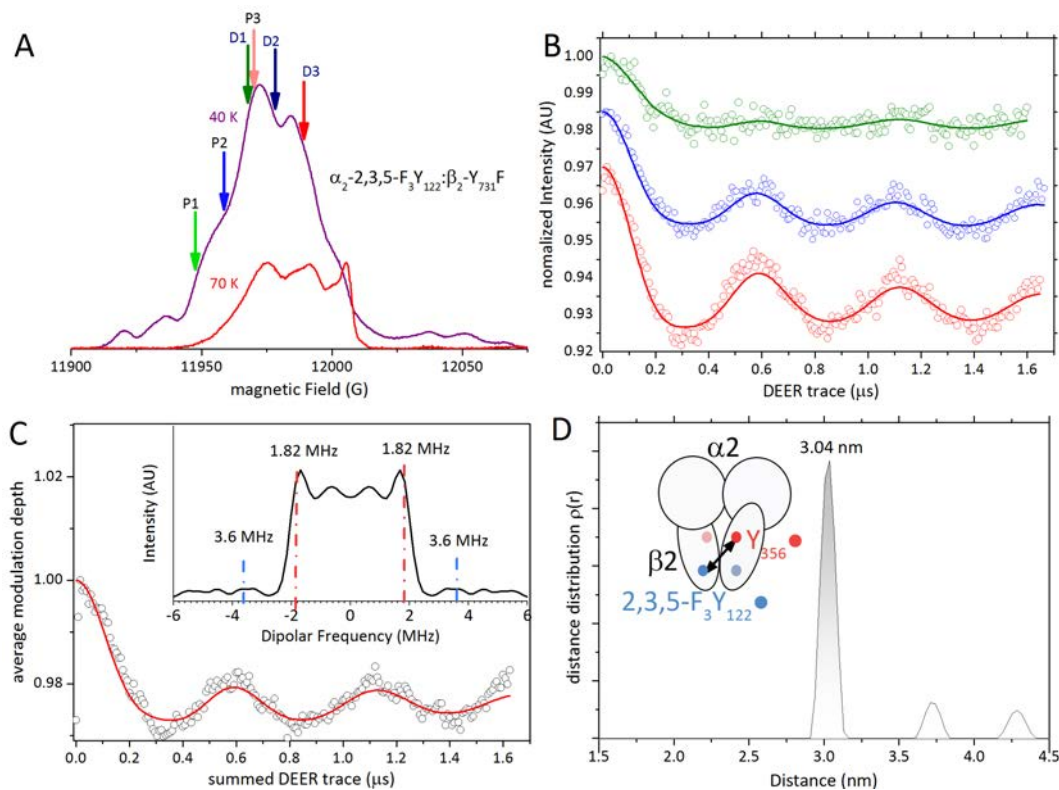 A
P1
P2
P3
D1
D2
D3
40 K
70 K
α2-2,3,5-F3Y122:β2-Y731F
11900
11950
12000
12050
magnetic Field (G)
B
1.00
0.99
0.98
0.96
0.95
0.93
0.92
nomalized Intensity (AU)
0.0 0.2 0.4 0.6 0.8 1.0 1.2 1.4 1.6
DEER trace (μs)
C
1.02
1.00
0.98
average modulation depth
0.0 0.2 0.4 0.6 0.8 1.0 1.2 1.4 1.6
summed DEER trace (μs)
Intensity (AU)
1.82 MHz
1.82 MHz
3.6 MHz
3.6 MHz
-6 -4 -2 0 2 4 6
Dipolar Frequency (MHz)
D
3.04 nm
α2
β2
Y356
2,3,5-F3Y122
distance distribution ρ(r)
1.5 2.0 2.5 3.0 3.5 4.0 4.5
Distance (nm)